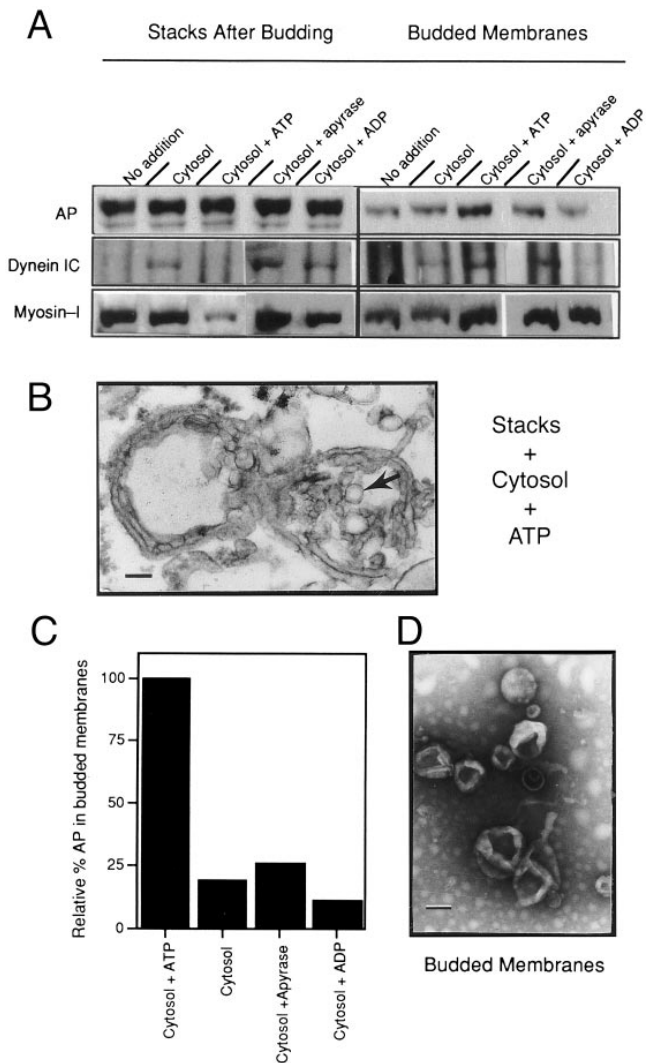 A
Stacks After Budding
Budded Membranes
No addition
Cytosol
Cytosol + ATP
Cytosol + apyrase
Cytosol + ADP
No addition
Cytosol
Cytosol + ATP
Cytosol + apyrase
Cytosol + ADP
AP
Dynein IC
Myosin–I
B
Stacks
+
Cytosol
+
ATP
C
Relative % AP in budded membranes
100
75
50
25
0
Cytosol + ATP
Cytosol
Cytosol +Apyrase
Cytosol + ADP
D
Budded Membranes